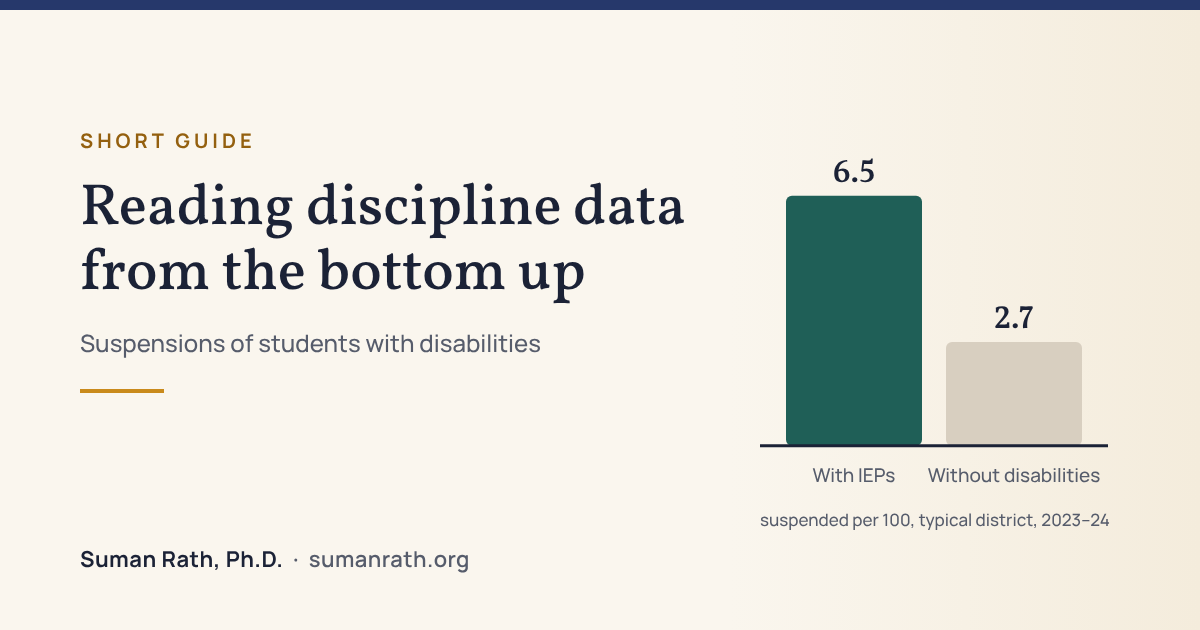 SHORT GUIDE
Reading discipline data
from the bottom up
Suspensions of students with disabilities
6.5
2.7
With IEPs
Without disabilities
suspended per 100, typical district, 2023–24
Suman Rath, Ph.D. · sumanrath.org